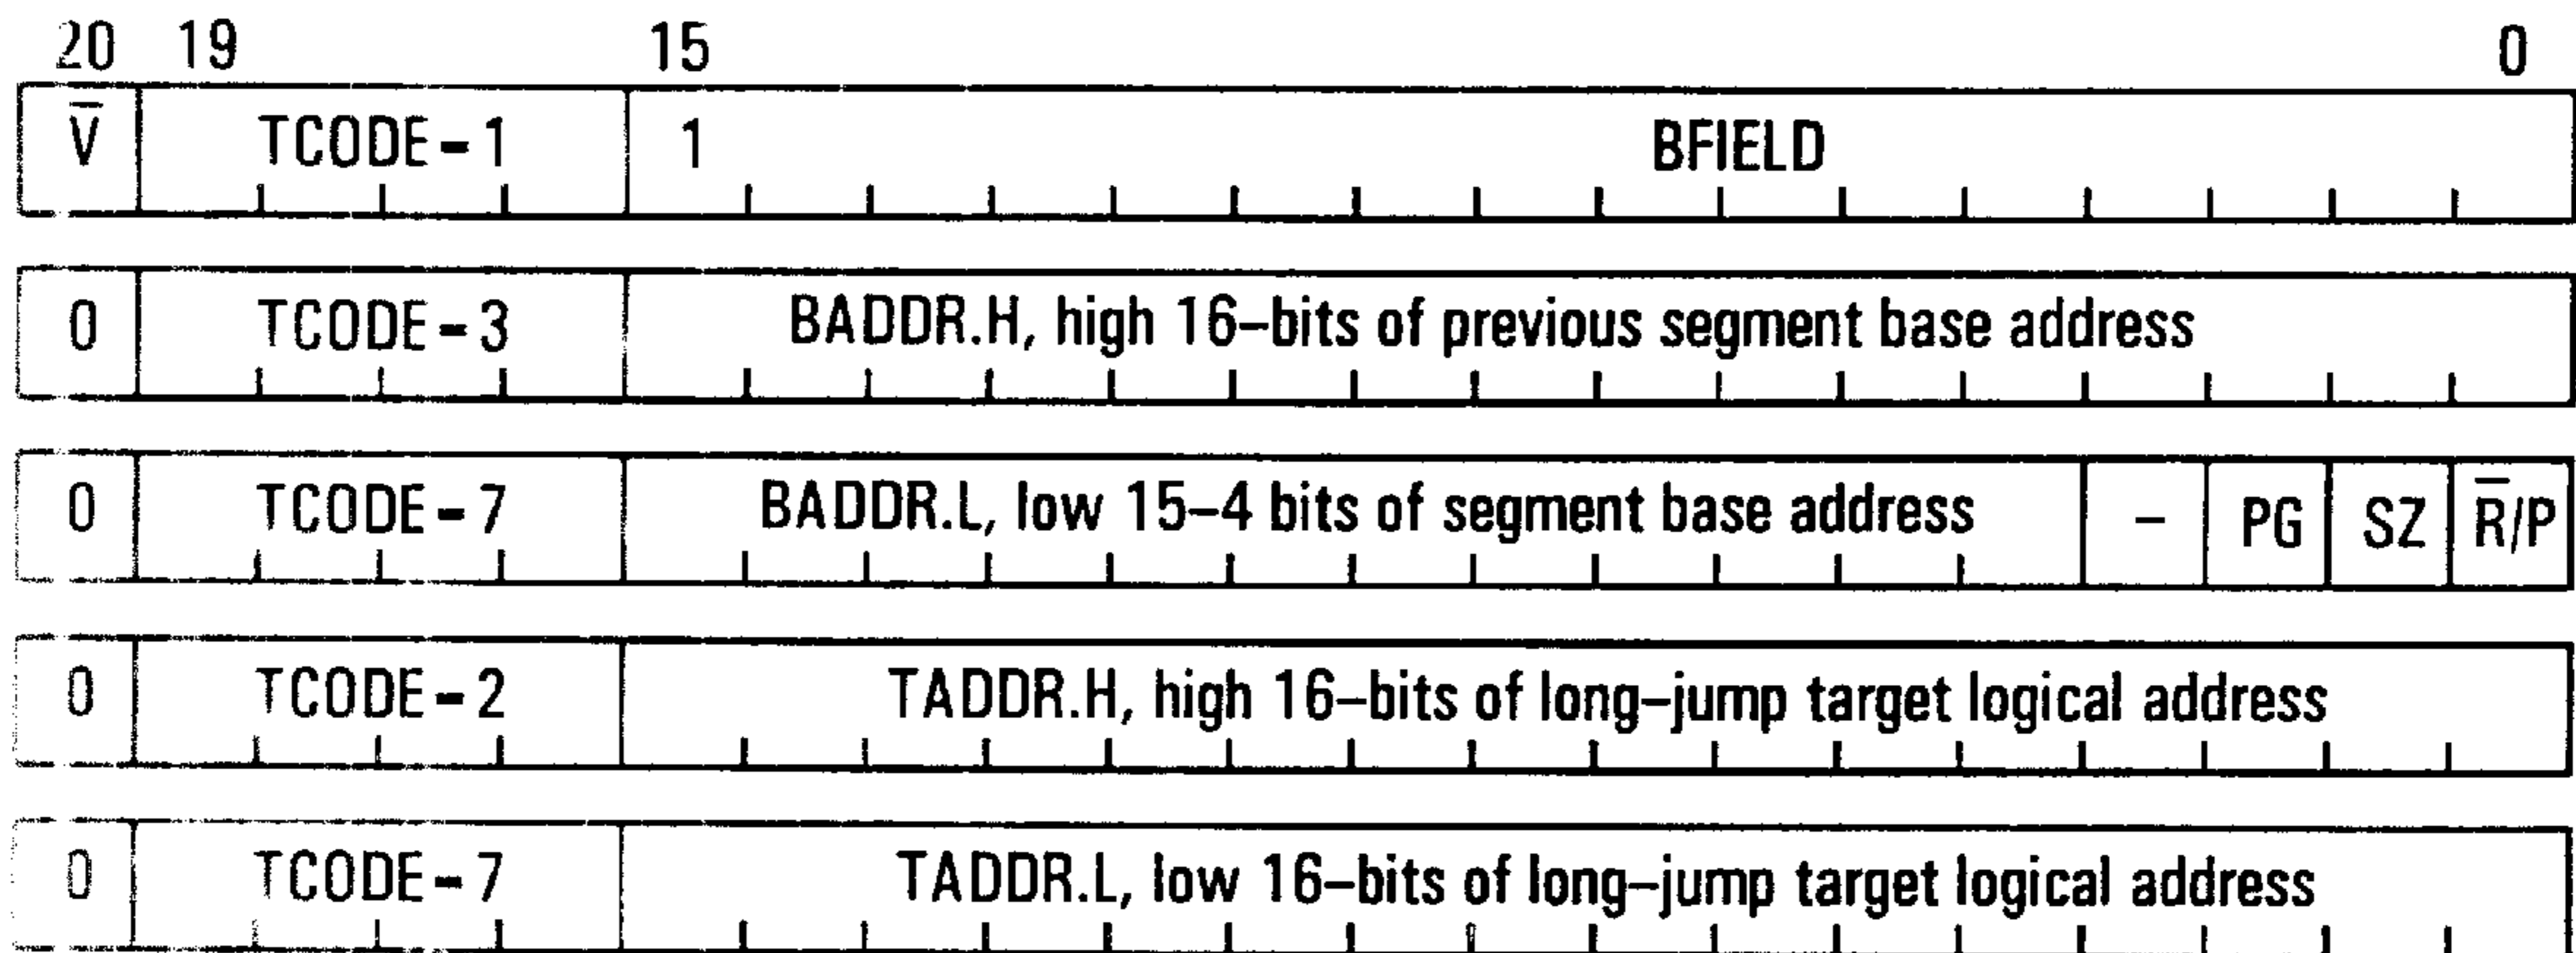 20 19 15 0
V̅ TCODE-1 1 BFIELD
0 TCODE-3 BADDR.H, high 16-bits of previous segment base address
0 TCODE-7 BADDR.L, low 15-4 bits of segment base address - PG SZ R̅/P
0 TCODE-2 TADDR.H, high 16-bits of long-jump target logical address
0 TCODE-7 TADDR.L, low 16-bits of long-jump target logical address